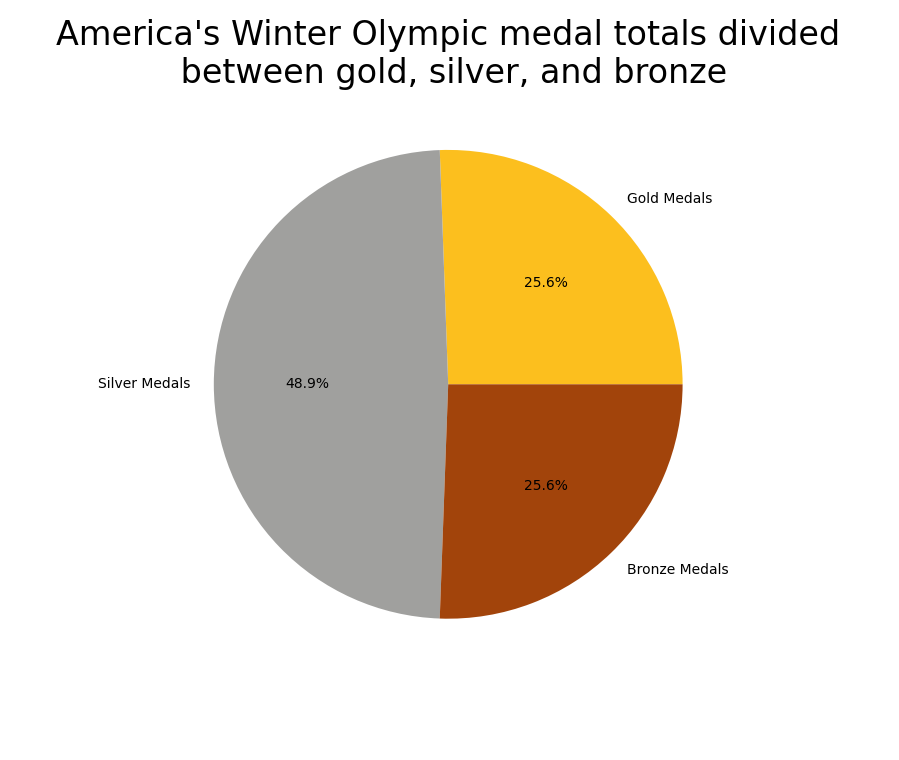 America's Winter Olympic medal totals divided
between gold, silver, and bronze
Gold Medals
25.6%
Silver Medals
48.9%
25.6%
Bronze Medals